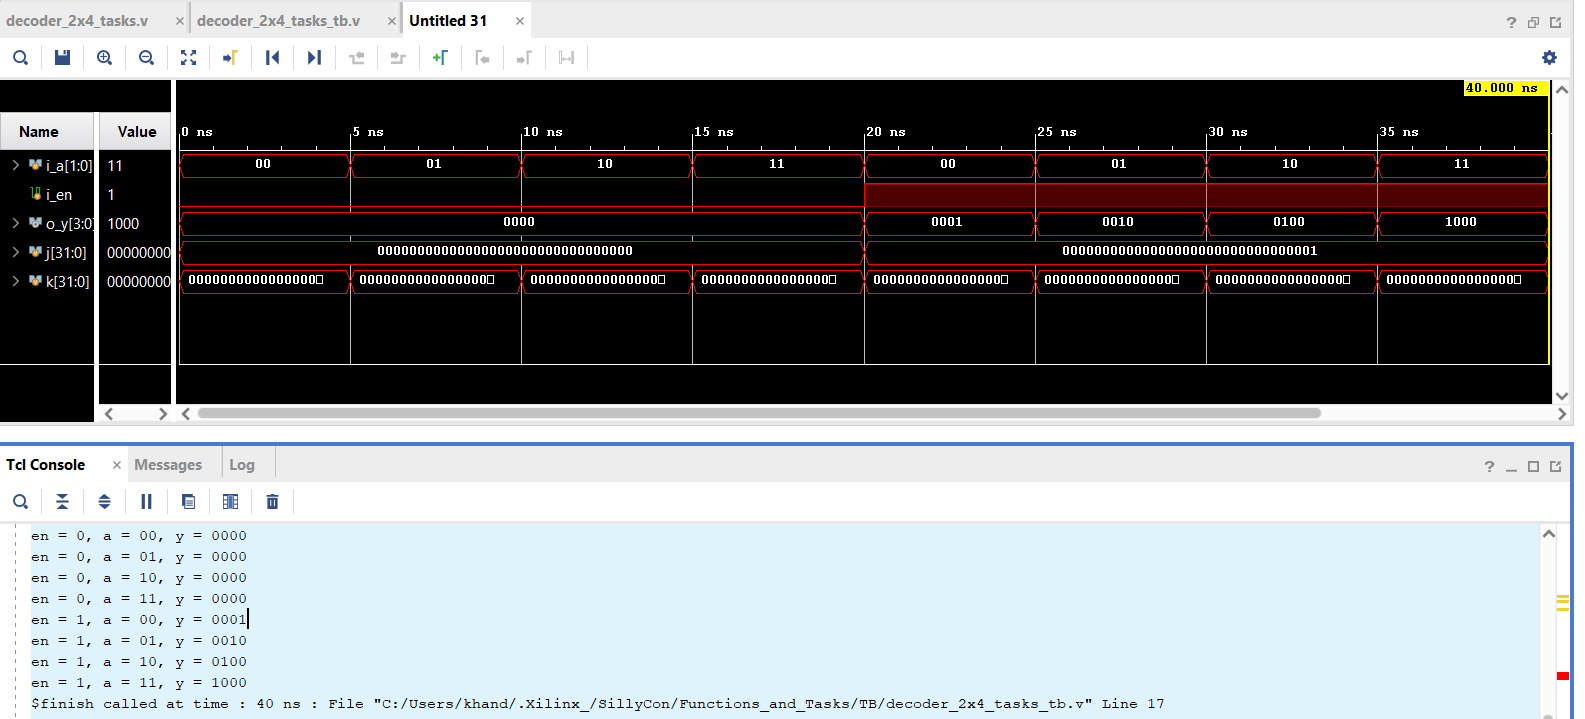 decoder_2x4_tasks.v × decoder_2x4_tasks_tb.v × Untitled 31 ×
40.000 ns
Name Value 0 ns 5 ns 10 ns 15 ns 20 ns 25 ns 30 ns 35 ns
i_a[1:0] 11 00 01 10 11 00 01 10 11
i_en 1
o_y[3:0] 1000 0000 0001 0010 0100 1000
j[31:0] 00000000 00000000000000000000000000000000 00000000000000000000000000000001
k[31:0] 00000000 0000000000000000 0000000000000000 0000000000000000 0000000000000000 0000000000000000 0000000000000000 0000000000000000 0000000000000000
Tcl Console × Messages Log
en = 0, a = 00, y = 0000
en = 0, a = 01, y = 0000
en = 0, a = 10, y = 0000
en = 0, a = 11, y = 0000
en = 1, a = 00, y = 0001
en = 1, a = 01, y = 0010
en = 1, a = 10, y = 0100
en = 1, a = 11, y = 1000
$finish called at time : 40 ns : File "C:/Users/khand/.Xilinx_/SillyCon/Functions_and_Tasks/TB/decoder_2x4_tasks_tb.v" Line 17